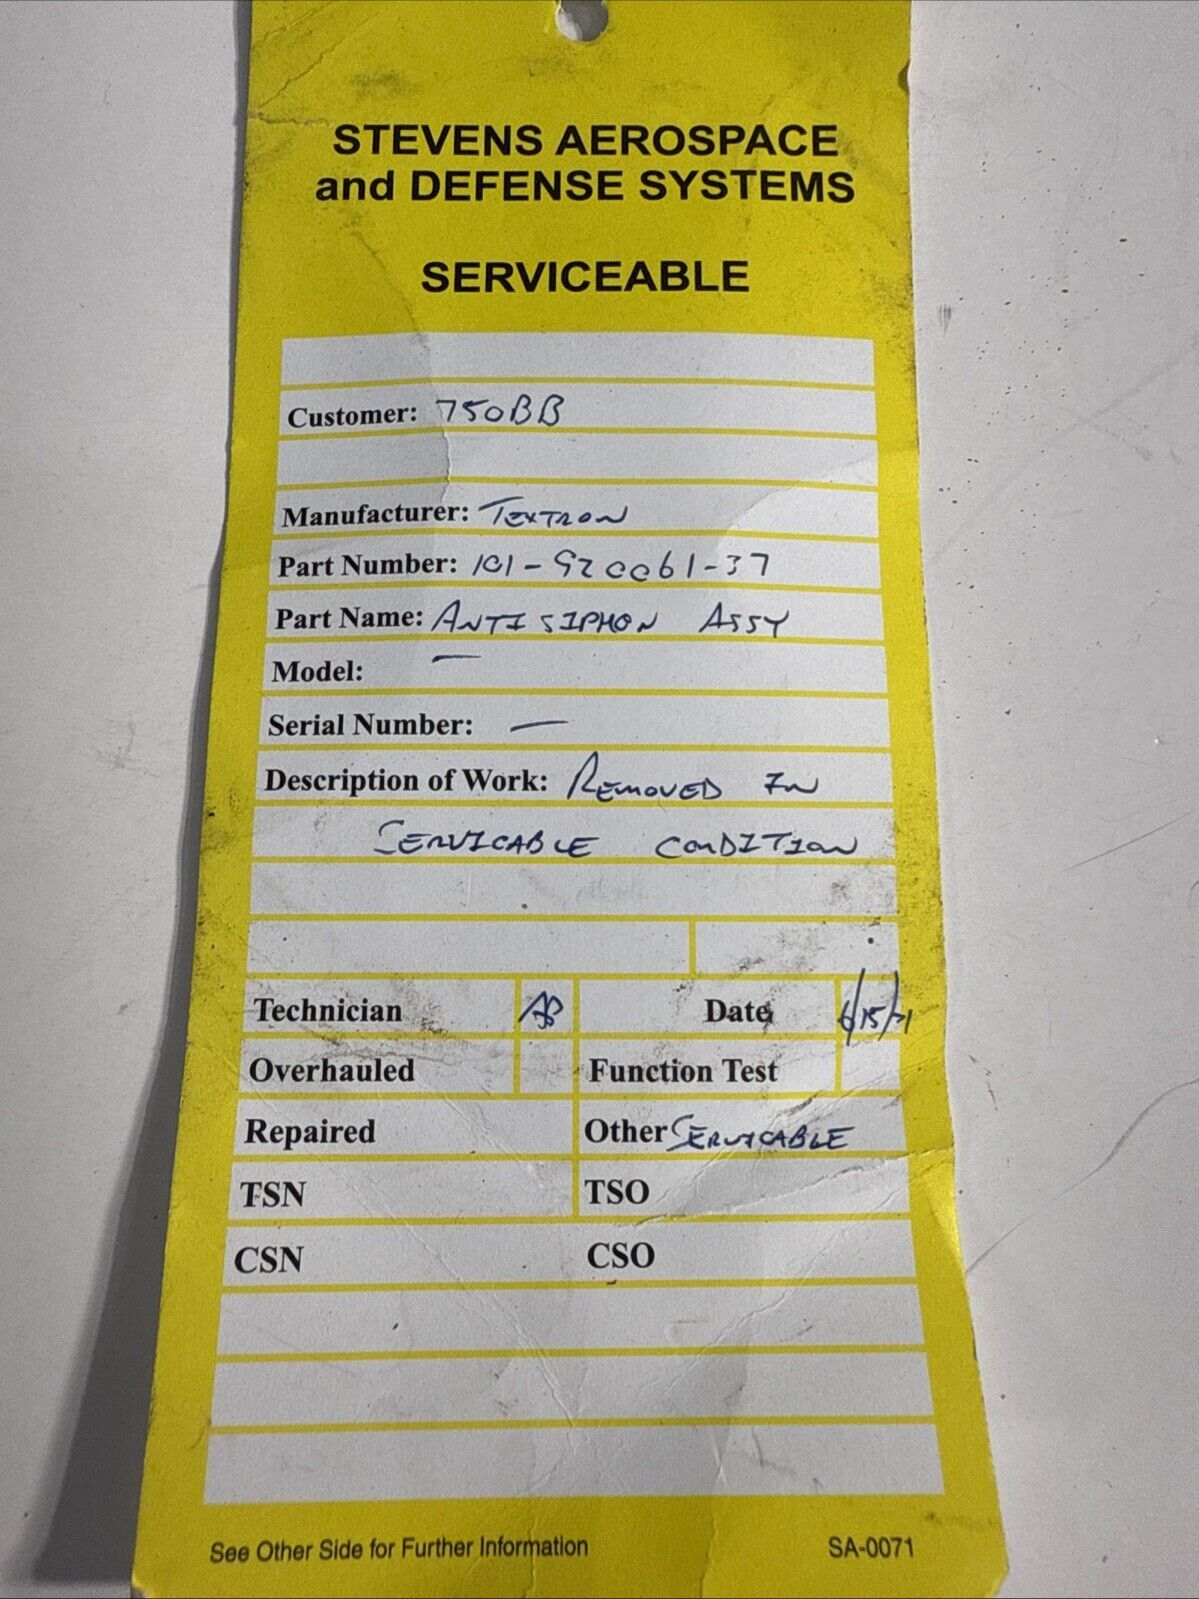 STEVENS AEROSPACE
and DEFENSE SYSTEMS
SERVICEABLE
Customer: 750BB
Manufacturer: TEXTRON
Part Number: 101-920061-37
Part Name: ANTI SIPHON ASSY
Model: —
Serial Number: —
Description of Work: REMOVED IN
SERVICABLE CONDITION
Technician Date
Overhauled Function Test
Repaired Other SERVICABLE
TSN TSO
CSN CSO
See Other Side for Further Information SA-0071